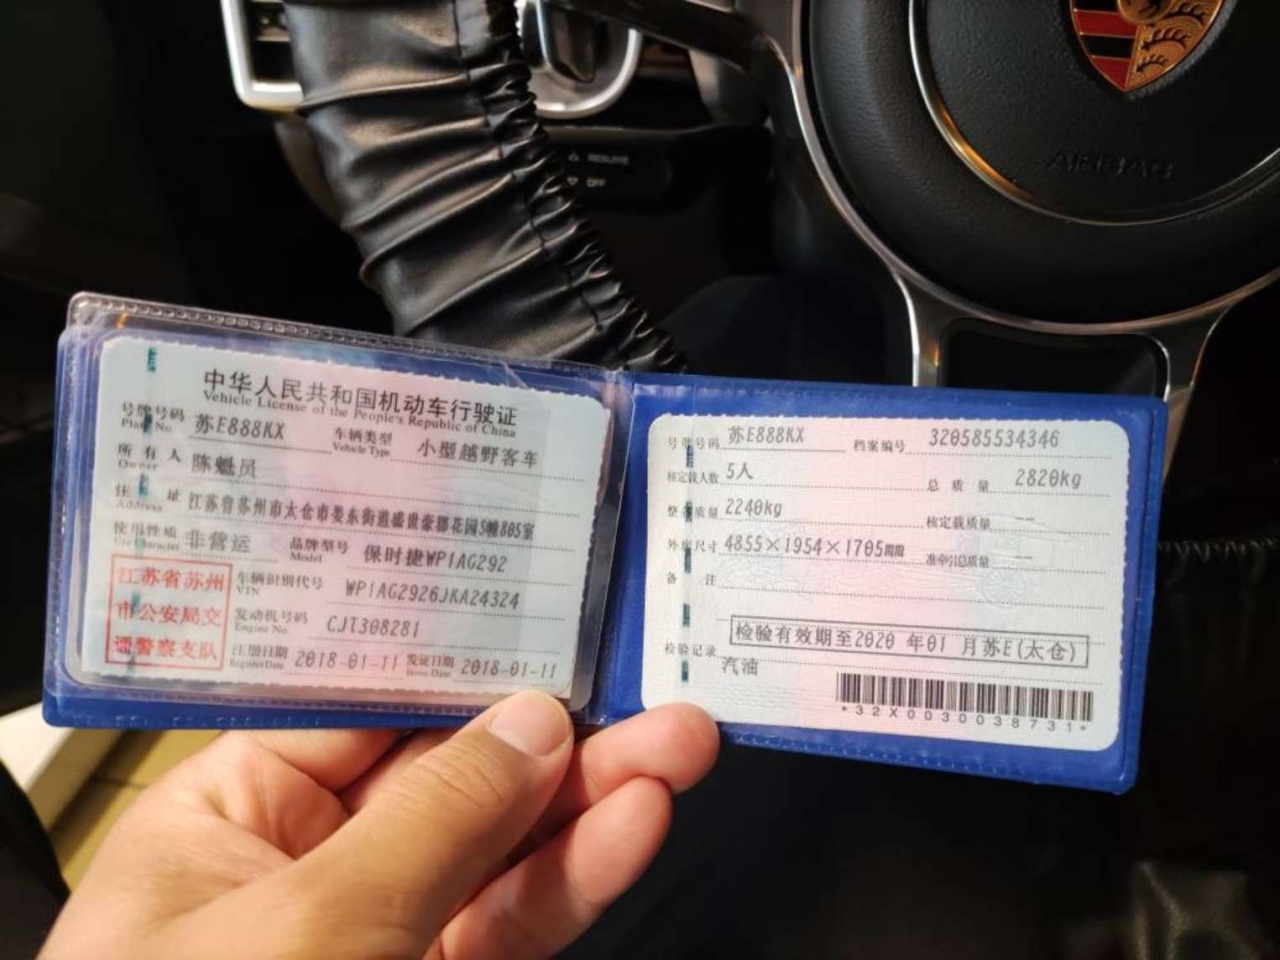 RESUME
OFF
AIRBAG
中华人民共和国机动车行驶证
Vehicle License of the People's Republic of China
号牌号码 苏E888KX 车辆类型 小型越野客车
Plate No. Vehicle Type
所有人 陈魁员
Owner
住址 江苏省苏州市太仓市娄东街道盛世豪郡花园5幢805室
Address
使用性质 非营运 品牌型号 保时捷WP1AG292
Use Character Model
江苏省苏州
市公安局交
通警察支队
车辆识别代号 WP1AG2926JKA24324
VIN
发动机号码 CJT308281
Engine No.
注册日期 2018-01-11 发证日期 2018-01-11
Register Date Issue Date
号牌号码 苏E888KX 档案编号 320585534346
核定载人数 5人 总质量 2820kg
整备质量 2240kg 核定载质量 --
外廓尺寸 4855×1954×1705mm 准牵引总质量 --
备注
检验有效期至2020 年01 月苏E(太仓)
检验记录
汽油
*32X0030038731*